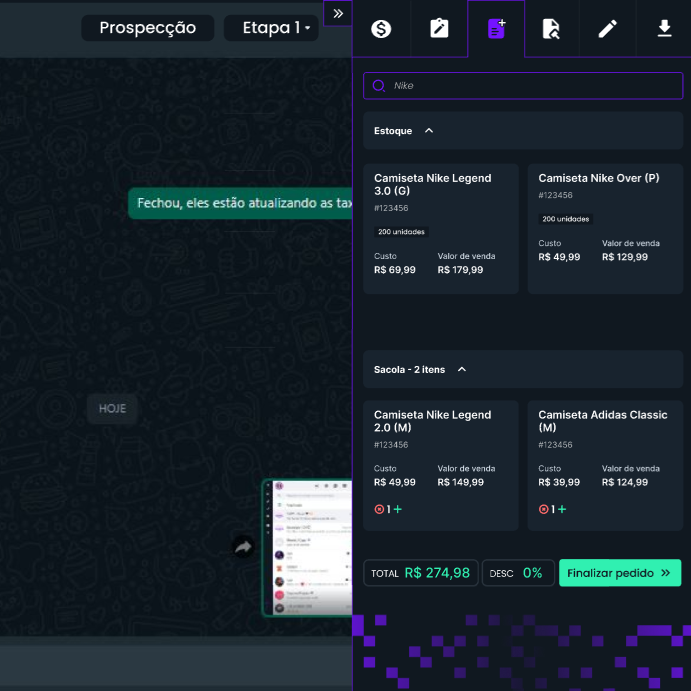 Prospecção
Etapa 1
Fechou, eles estão atualizando as tax
HOJE
Nike
Estoque
Camiseta Nike Legend
3.0 (G)
#123456
200 unidades
Custo Valor de venda
R$ 69,99 R$ 179,99
Camiseta Nike Over (P)
#123456
200 unidades
Custo Valor de venda
R$ 49,99 R$ 129,99
Sacola - 2 itens
Camiseta Nike Legend
2.0 (M)
#123456
Custo Valor de venda
R$ 49,99 R$ 149,99
1 +
Camiseta Adidas Classic
(M)
#123456
Custo Valor de venda
R$ 39,99 R$ 124,99
1 +
TOTAL R$ 274,98
DESC 0%
Finalizar pedido